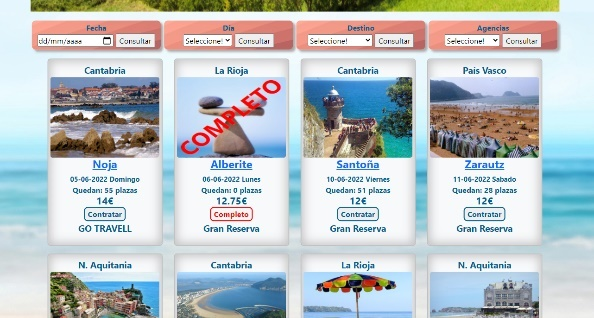 Fecha
dd/mm/aaaa Consultar
Día
Seleccione! Consultar
Destino
Seleccione! Consultar
Agencias
Seleccione! Consultar
Cantabria
COMPLETO
Noja
05-06-2022 Domingo
Quedan: 55 plazas
14€
Contratar
GO TRAVELL
La Rioja
Alberite
06-06-2022 Lunes
Quedan: 0 plazas
12.75€
Completo
Gran Reserva
Cantabria
Santoña
10-06-2022 Viernes
Quedan: 51 plazas
12€
Contratar
Gran Reserva
País Vasco
Zarautz
11-06-2022 Sabado
Quedan: 28 plazas
12€
Contratar
Gran Reserva
N. Aquitania
Cantabria
La Rioja
N. Aquitania